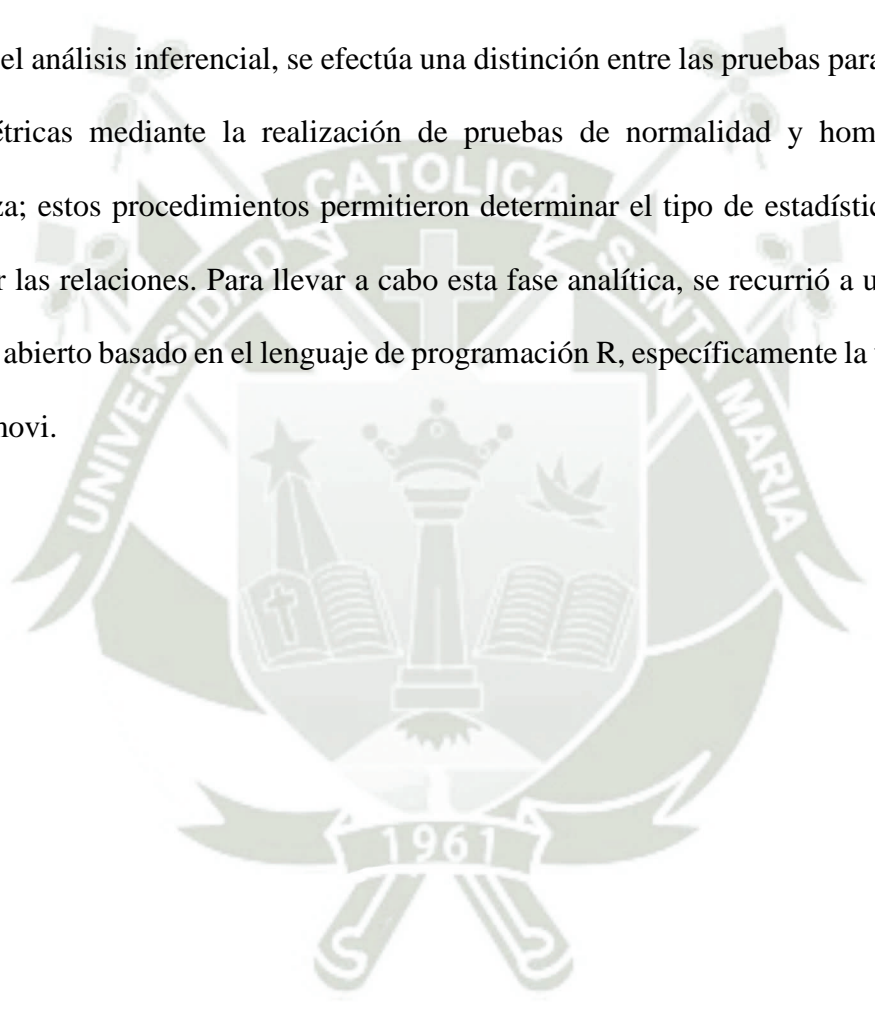 el análisis inferencial, se efectúa una distinción entre las pruebas para
étricas mediante la realización de pruebas de normalidad y hom
za; estos procedimientos permitieron determinar el tipo de estadístic
r las relaciones. Para llevar a cabo esta fase analítica, se recurrió a u
abierto basado en el lenguaje de programación R, específicamente la
novi.
UNIVERSIDAD CATOLICA SANTA MARIA
1961